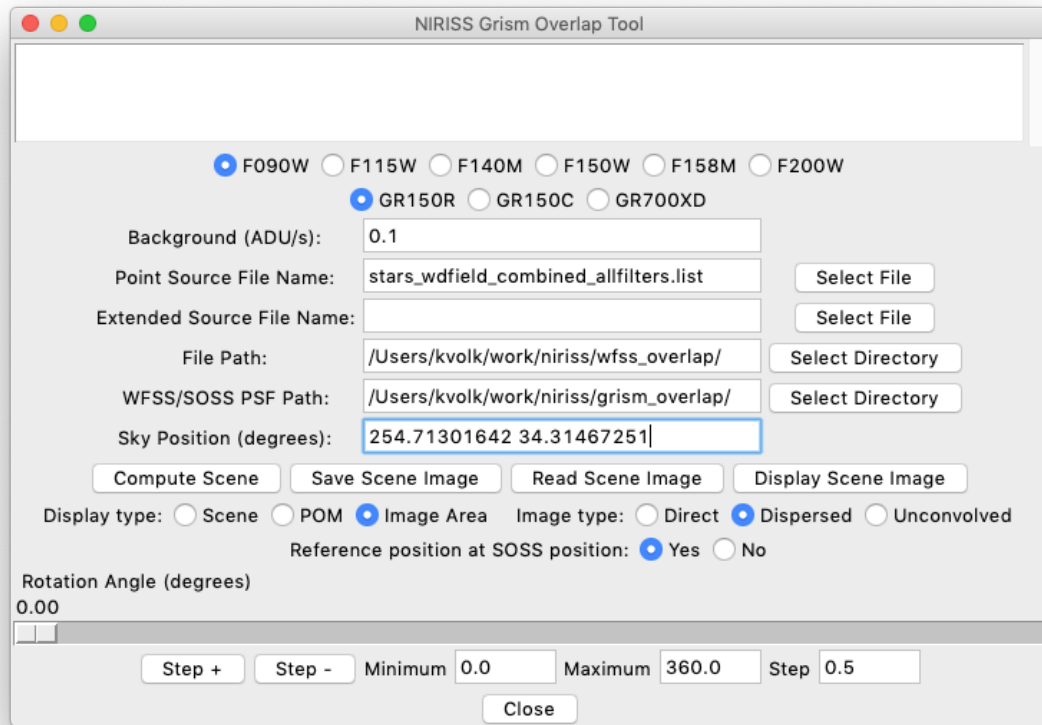 NIRISS Grism Overlap Tool
F090W F115W F140M F150W F158M F200W
GR150R GR150C GR700XD
Background (ADU/s): 0.1
Point Source File Name: stars_wdfield_combined_allfilters.list Select File
Extended Source File Name: Select File
File Path: /Users/kvolk/work/niriss/wfss_overlap/ Select Directory
WFSS/SOSS PSF Path: /Users/kvolk/work/niriss/grism_overlap/ Select Directory
Sky Position (degrees): 254.71301642 34.31467251
Compute Scene Save Scene Image Read Scene Image Display Scene Image
Display type: Scene POM Image Area Image type: Direct Dispersed Unconvolved
Reference position at SOSS position: Yes No
Rotation Angle (degrees)
0.00
Step + Step - Minimum 0.0 Maximum 360.0 Step 0.5
Close